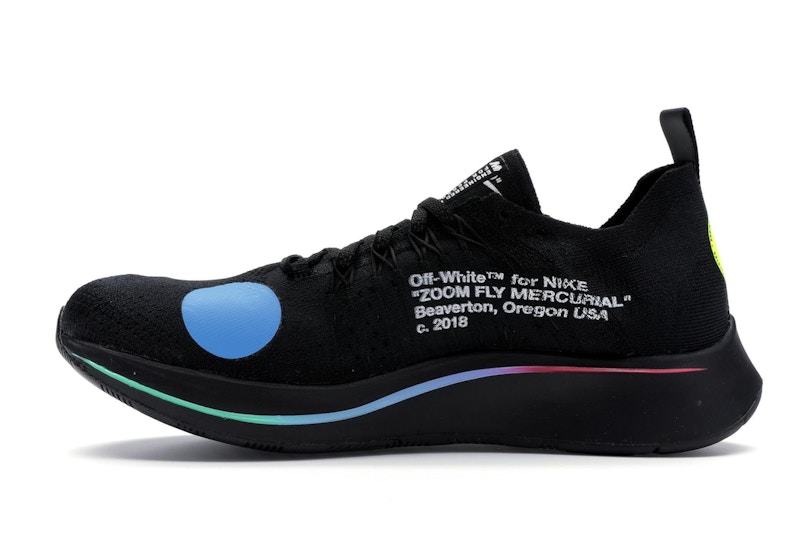 Off-White™ for NIKE
"ZOOM FLY MERCURIAL"
Beaverton, Oregon USA
c. 2018